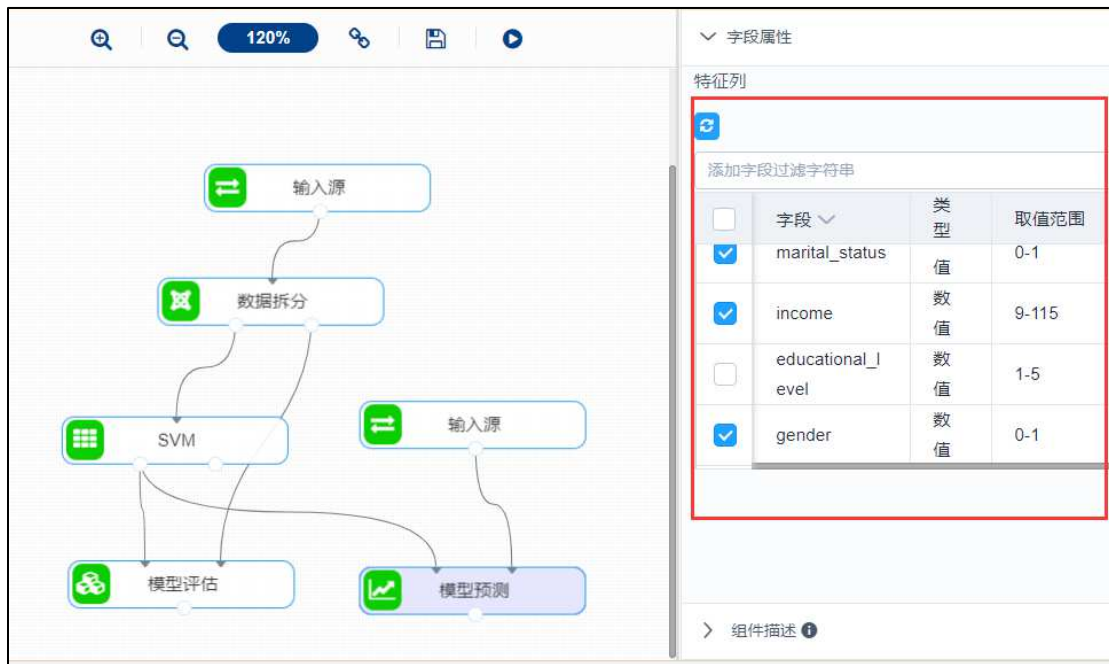 120%
字段属性
特征列
添加字段过滤字符串
字段
类
型
取值范围
marital_status
值
0-1
income
数
值
9-115
educational_l
evel
数
值
1-5
gender
数
值
0-1
组件描述
输入源
数据拆分
SVM
输入源
模型评估
模型预测